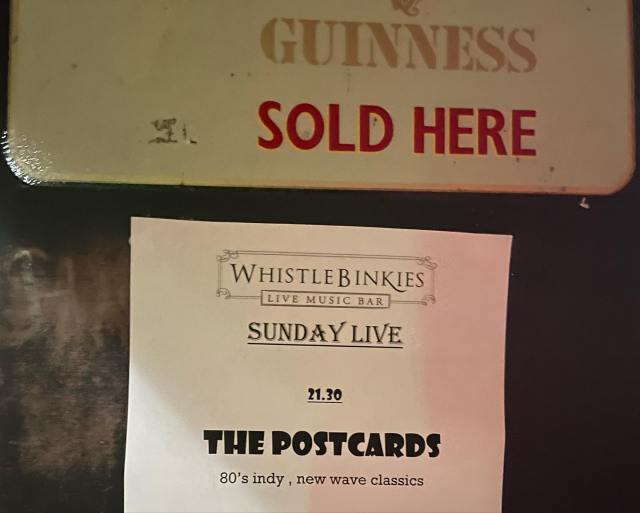 GUINNESS
SOLD HERE
WHISTLEBINKIES
LIVE MUSIC BAR
SUNDAY LIVE
21.30
THE POSTCARDS
80's indy , new wave classics